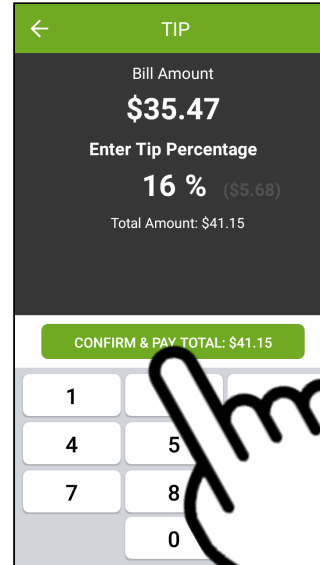 TIP
Bill Amount
$35.47
Enter Tip Percentage
16 % ($5.68)
Total Amount: $41.15
CONFIRM & PAY TOTAL: $41.15
1
4 5
7 8
0